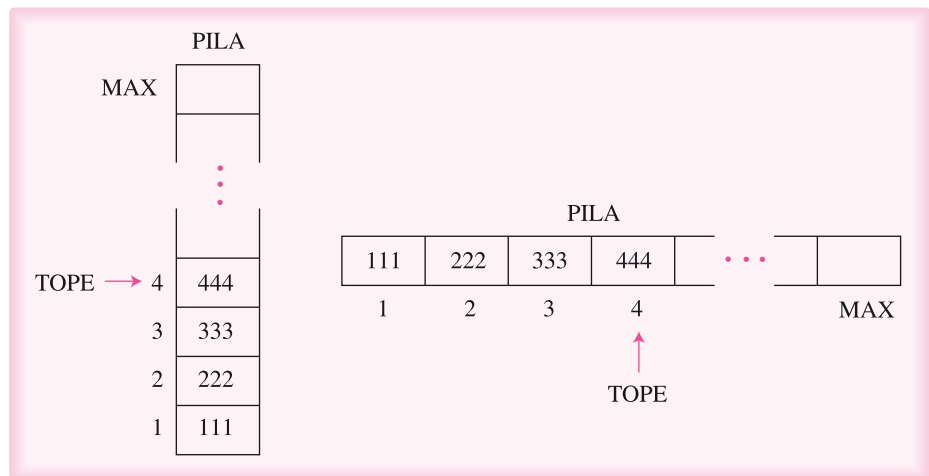 PILA
MAX
TOPE 4 444
3 333
2 222
1 111
PILA
111 222 333 444
1 2 3 4 MAX
TOPE